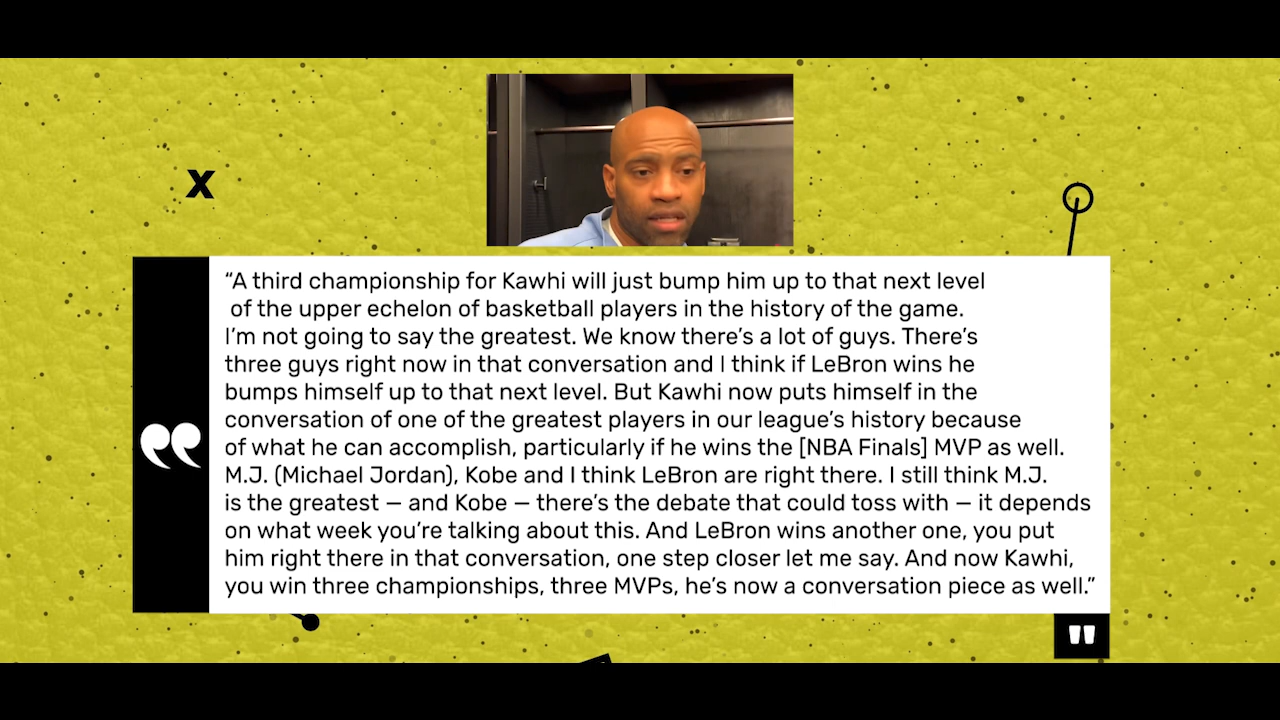 X
“A third championship for Kawhi will just bump him up to that next level
of the upper echelon of basketball players in the history of the game.
I’m not going to say the greatest. We know there’s a lot of guys. There’s
three guys right now in that conversation and I think if LeBron wins he
bumps himself up to that next level. But Kawhi now puts himself in the
conversation of one of the greatest players in our league’s history because
of what he can accomplish, particularly if he wins the [NBA Finals] MVP as well.
M.J. (Michael Jordan), Kobe and I think LeBron are right there. I still think M.J.
is the greatest — and Kobe — there’s the debate that could toss with — it depends
on what week you’re talking about this. And LeBron wins another one, you put
him right there in that conversation, one step closer let me say. And now Kawhi,
you win three championships, three MVPs, he’s now a conversation piece as well.”